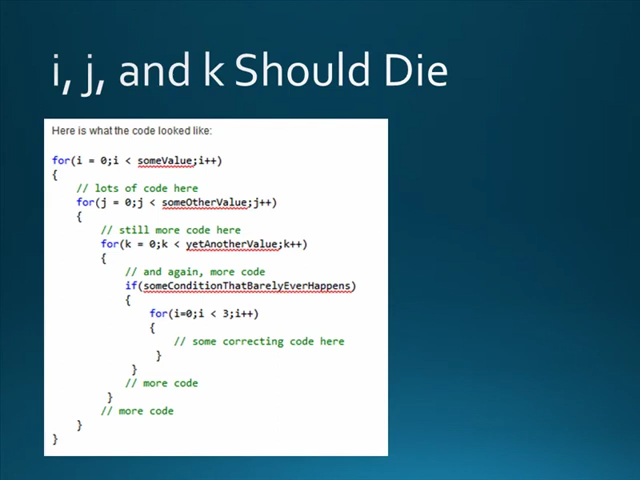 i, j, and k Should Die
Here is what the code looked like:
for(i = 0;i < someValue;i++)
{
// lots of code here
for(j = 0;j < someOtherValue;j++)
{
// still more code here
for(k = 0;k < yetAnotherValue;k++)
{
// and again, more code
if(someConditionThatBarelyEverHappens)
{
for(i=0;i < 3;i++)
{
// some correcting code here
}
}
// more code
}
// more code
}
}